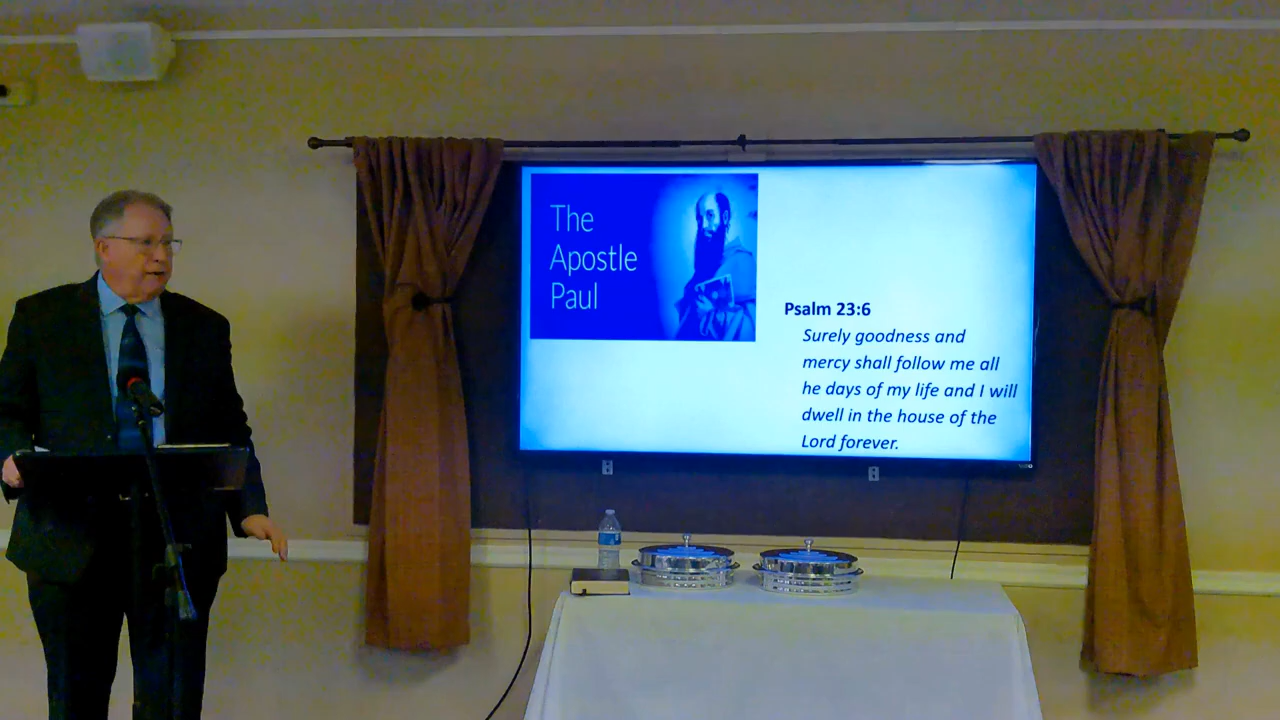 The
Apostle
Paul
Psalm 23:6
Surely goodness and
mercy shall follow me all
he days of my life and I will
dwell in the house of the
Lord forever.